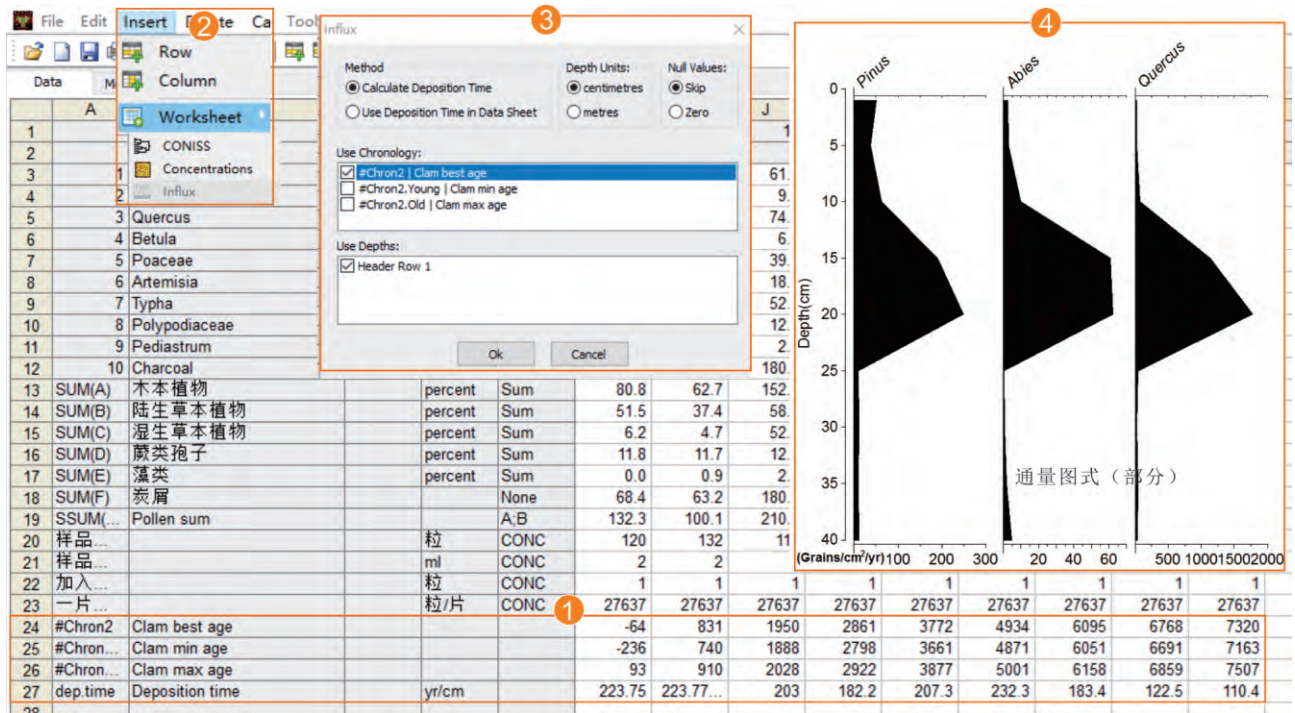 File Edit Insert te Ca Tool
2
Row
Column
Worksheet
CONISS
Concentrations
Influx
3
Influx
Method
Calculate Deposition Time
Use Deposition Time in Data Sheet
Depth Units:
centimetres
metres
Null Values:
Skip
Zero
Use Chronology:
#Chron2 | Clam best age
#Chron2.Young | Clam min age
#Chron2.Old | Clam max age
Use Depths:
Header Row 1
Ok Cancel
4
Pinus Abies Quercus
0
5
10
15
20
25
30
35
40
Depth(cm)
通量图式（部分）
(Grains/cm²/yr) 100 200 300 20 40 60 500 1000 1500 2000
Data M
A J
1 1
2
3 1 61.
4 2 9.
5 3 Quercus 74.
6 4 Betula 6.
7 5 Poaceae 39.
8 6 Artemisia 18.
9 7 Typha 52.
10 8 Polypodiaceae 12.
11 9 Pediastrum 2.
12 10 Charcoal 180.
13 SUM(A) 木本植物 percent Sum 80.8 62.7 152.
14 SUM(B) 陆生草本植物 percent Sum 51.5 37.4 58.
15 SUM(C) 湿生草本植物 percent Sum 6.2 4.7 52.
16 SUM(D) 蕨类孢子 percent Sum 11.8 11.7 12.
17 SUM(E) 藻类 percent Sum 0.0 0.9 2.
18 SUM(F) 炭屑 None 68.4 63.2 180.
19 SSUM(... Pollen sum A;B 132.3 100.1 210.
20 样品... 粒 CONC 120 132 11
21 样品... ml CONC 2 2
22 加入... 粒 CONC 1 1 1 1 1 1 1 1 1
23 一片... 粒/片 CONC 27637 27637 27637 27637 27637 27637 27637 27637 27637
1
24 #Chron2 Clam best age -64 831 1950 2861 3772 4934 6095 6768 7320
25 #Chron... Clam min age -236 740 1888 2798 3661 4871 6051 6691 7163
26 #Chron... Clam max age 93 910 2028 2922 3877 5001 6158 6859 7507
27 dep.time Deposition time yr/cm 223.75 223.77... 203 182.2 207.3 232.3 183.4 122.5 110.4
28